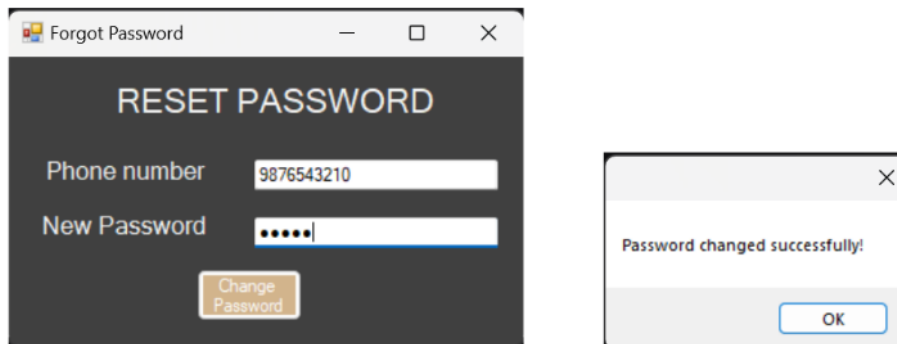 Forgot Password
RESET PASSWORD
Phone number 9876543210
New Password •••••
Change
Password
Password changed successfully!
OK